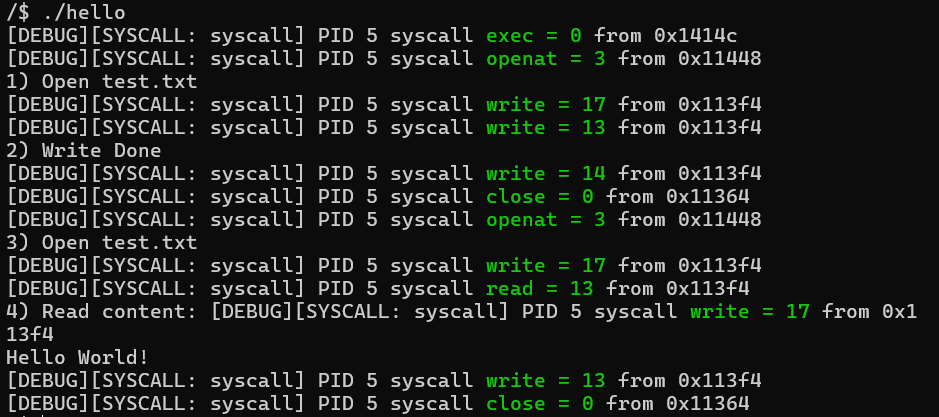 /$ ./hello
[DEBUG][SYSCALL: syscall] PID 5 syscall exec = 0 from 0x1414c
[DEBUG][SYSCALL: syscall] PID 5 syscall openat = 3 from 0x11448
1) Open test.txt
[DEBUG][SYSCALL: syscall] PID 5 syscall write = 17 from 0x113f4
[DEBUG][SYSCALL: syscall] PID 5 syscall write = 13 from 0x113f4
2) Write Done
[DEBUG][SYSCALL: syscall] PID 5 syscall write = 14 from 0x113f4
[DEBUG][SYSCALL: syscall] PID 5 syscall close = 0 from 0x11364
[DEBUG][SYSCALL: syscall] PID 5 syscall openat = 3 from 0x11448
3) Open test.txt
[DEBUG][SYSCALL: syscall] PID 5 syscall write = 17 from 0x113f4
[DEBUG][SYSCALL: syscall] PID 5 syscall read = 13 from 0x113f4
4) Read content: [DEBUG][SYSCALL: syscall] PID 5 syscall write = 17 from 0x1
13f4
Hello World!
[DEBUG][SYSCALL: syscall] PID 5 syscall write = 13 from 0x113f4
[DEBUG][SYSCALL: syscall] PID 5 syscall close = 0 from 0x11364